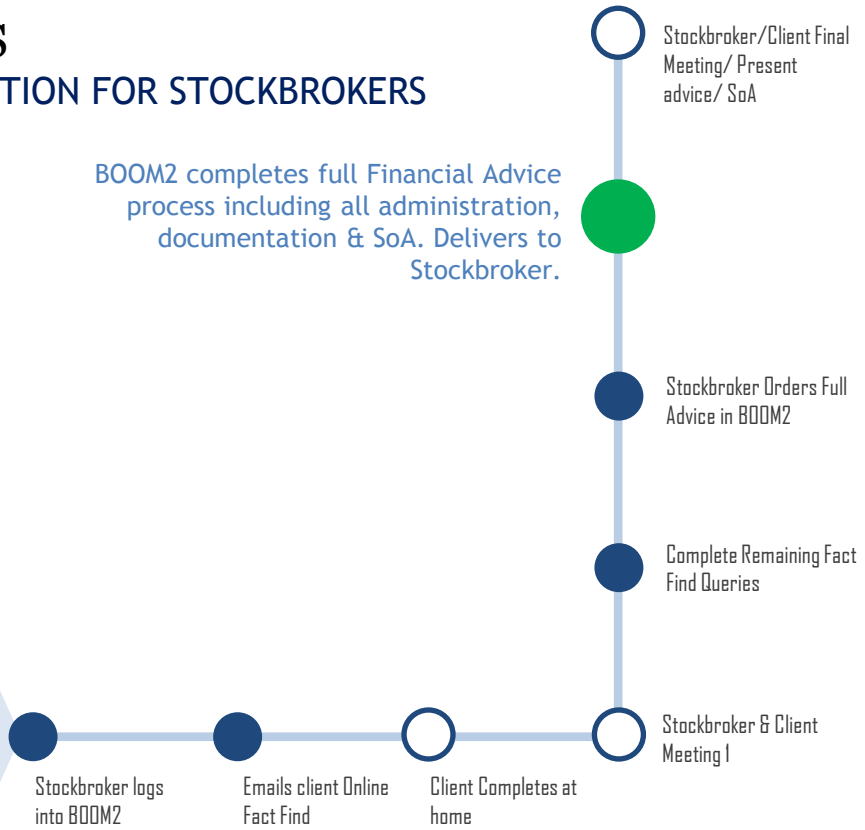 S
TION FOR STOCKBROKERS
Stockbroker/Client Final
Meeting/ Present
advice/ SoA
BOOM2 completes full Financial Advice
process including all administration,
documentation & SoA. Delivers to
Stockbroker.
Stockbroker Orders Full
Advice in BOOM2
Complete Remaining Fact
Find Queries
Stockbroker & Client
Meeting 1
Stockbroker logs
into BOOM2
Emails client Online
Fact Find
Client Completes at
home